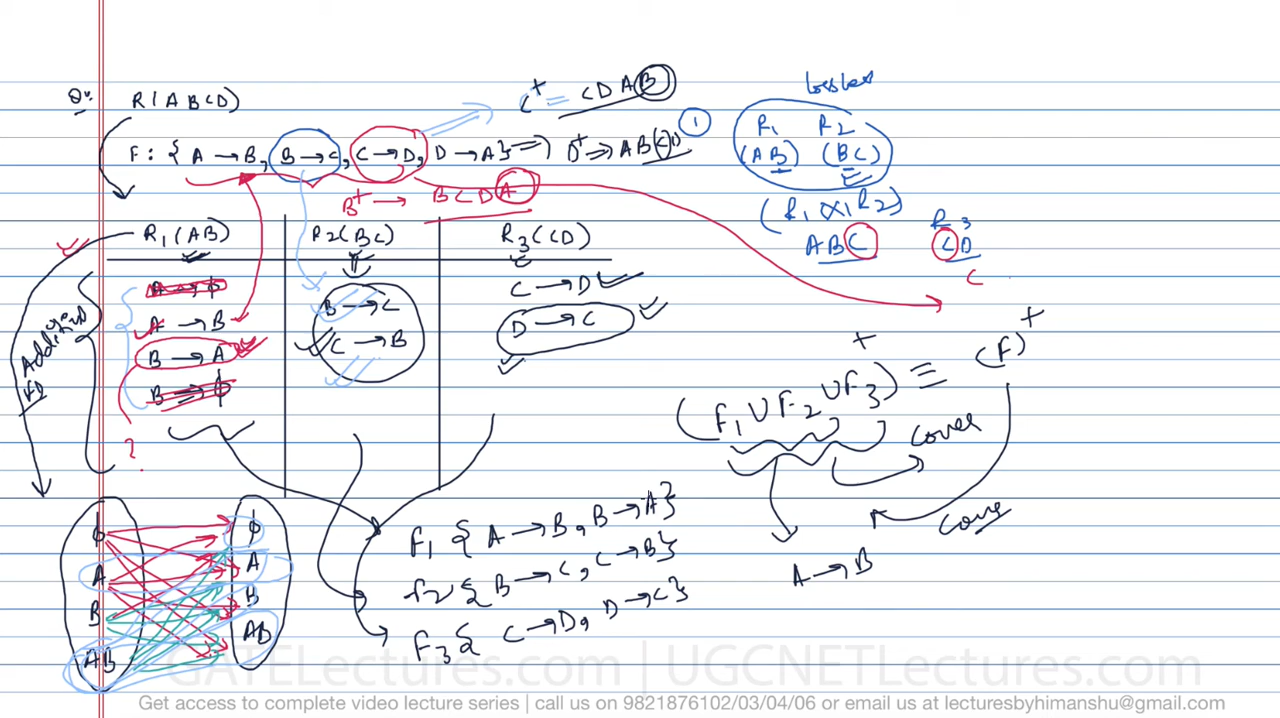 Qu: R(ABCD)
F: { A → B, B → C, C → D, D → A } ⇒ D⁺ ⇒ ABCD ①
C⁺ = CDAB
B⁺ → BCDA
lossless
R1 R2
(AB) (BC)
(R1 ⋈ R2)
ABC
R3
CD
C
R1(AB) R2(BC) R3(CD)
A → ϕ
A → B
B → A
B → ϕ
?
B → C
C → B
C → D
D → C
Additional
FD
(F1 ∪ F2 ∪ F3)⁺ ≡ (F)⁺
cover
Cover
A → B
F1 { A → B, B → A }
F2 { B → C, C → B }
F3 { C → D, D → C }
ϕ ϕ
A A
B B
AB AB
GATELectures.com | UGCNETLectures.com
Get access to complete video lecture series | call us on 9821876102/03/04/06 or email us at lecturesbyhimanshu@gmail.com